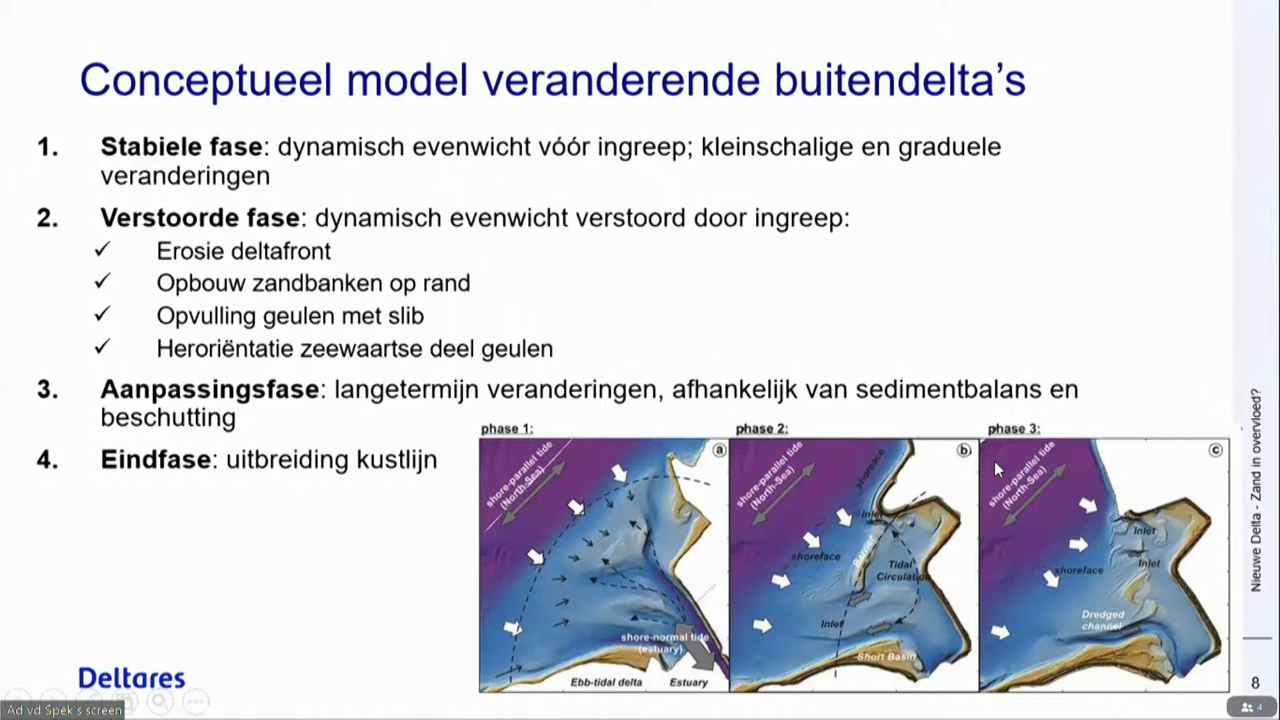 Conceptueel model veranderende buitendelta's
1. Stabiele fase: dynamisch evenwicht vóór ingreep; kleinschalige en graduele
veranderingen
2. Verstoorde fase: dynamisch evenwicht verstoord door ingreep:
✓ Erosie deltafront
✓ Opbouw zandbanken op rand
✓ Opvulling geulen met slib
✓ Heroriëntatie zeewaartse deel geulen
3. Aanpassingsfase: langetermijn veranderingen, afhankelijk van sedimentbalans en
beschutting
4. Eindfase: uitbreiding kustlijn
phase 1:
a
shore-parallel tide
(North-Sea)
shore-normal tide
(estuary)
Ebb-tidal delta
Estuary
phase 2:
b
shore-parallel tide
(North-Sea)
shoreface
Inlet
shoreface
Barrier
Tidal
Circulation
Inlet
Short Basin
phase 3:
c
shore-parallel tide
(North-Sea)
Inlet
Inlet
shoreface
Dredged
channel
Nieuwe Delta - Zand in overvloed?
8
Deltares
Ad vd Spek's screen
4